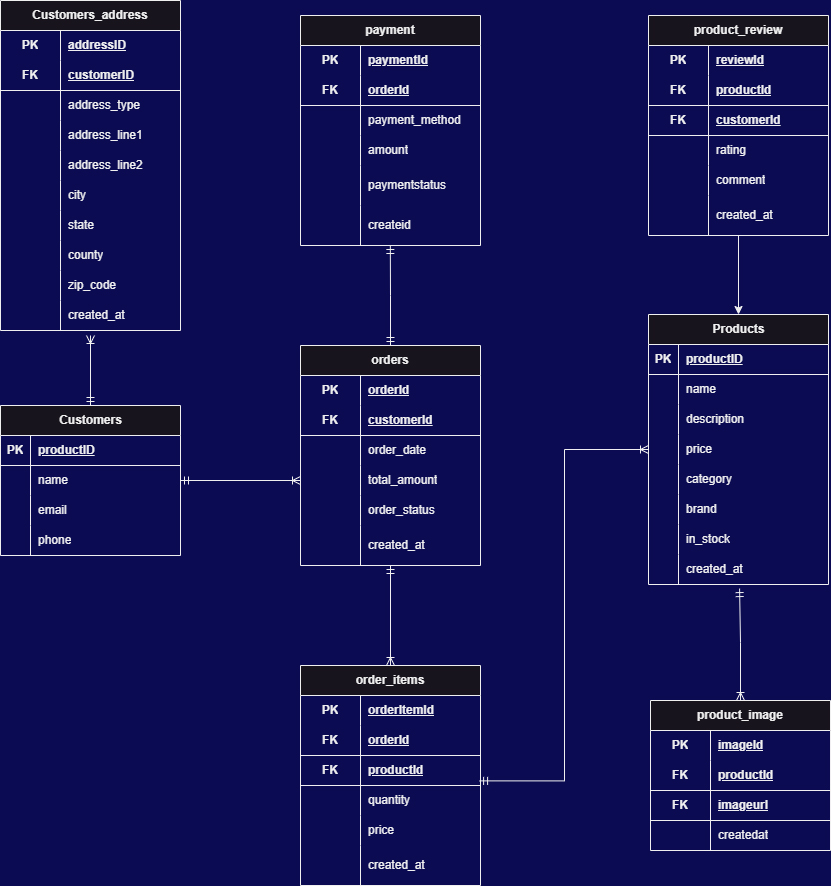 Customers_address
PK addressID
FK customerID
address_type
address_line1
address_line2
city
state
county
zip_code
created_at
payment
PK paymentId
FK orderId
payment_method
amount
paymentstatus
createid
product_review
PK reviewId
FK productId
FK customerId
rating
comment
created_at
Customers
PK productID
name
email
phone
orders
PK orderId
FK customerId
order_date
total_amount
order_status
created_at
Products
PK productID
name
description
price
category
brand
in_stock
created_at
order_items
PK orderItemId
FK orderId
FK productId
quantity
price
created_at
product_image
PK imageId
FK productId
FK imageurl
createdat